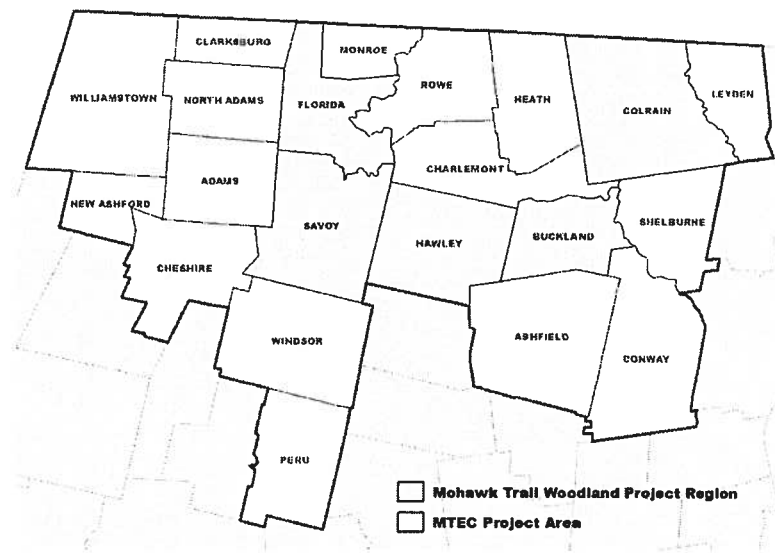 CLARKSBURG
MONROE
WILLIAMSTOWN
NORTH ADAMS
FLORIDA
ROWE
HEATH
COLRAIN
LEYDEN
CHARLEMONT
ADAMS
NEW ASHFORD
SAVOY
HAWLEY
BUCKLAND
SHELBURNE
CHESHIRE
WINDSOR
ASHFIELD
CONWAY
PERU
Mohawk Trail Woodland Project Region
MTEC Project Area